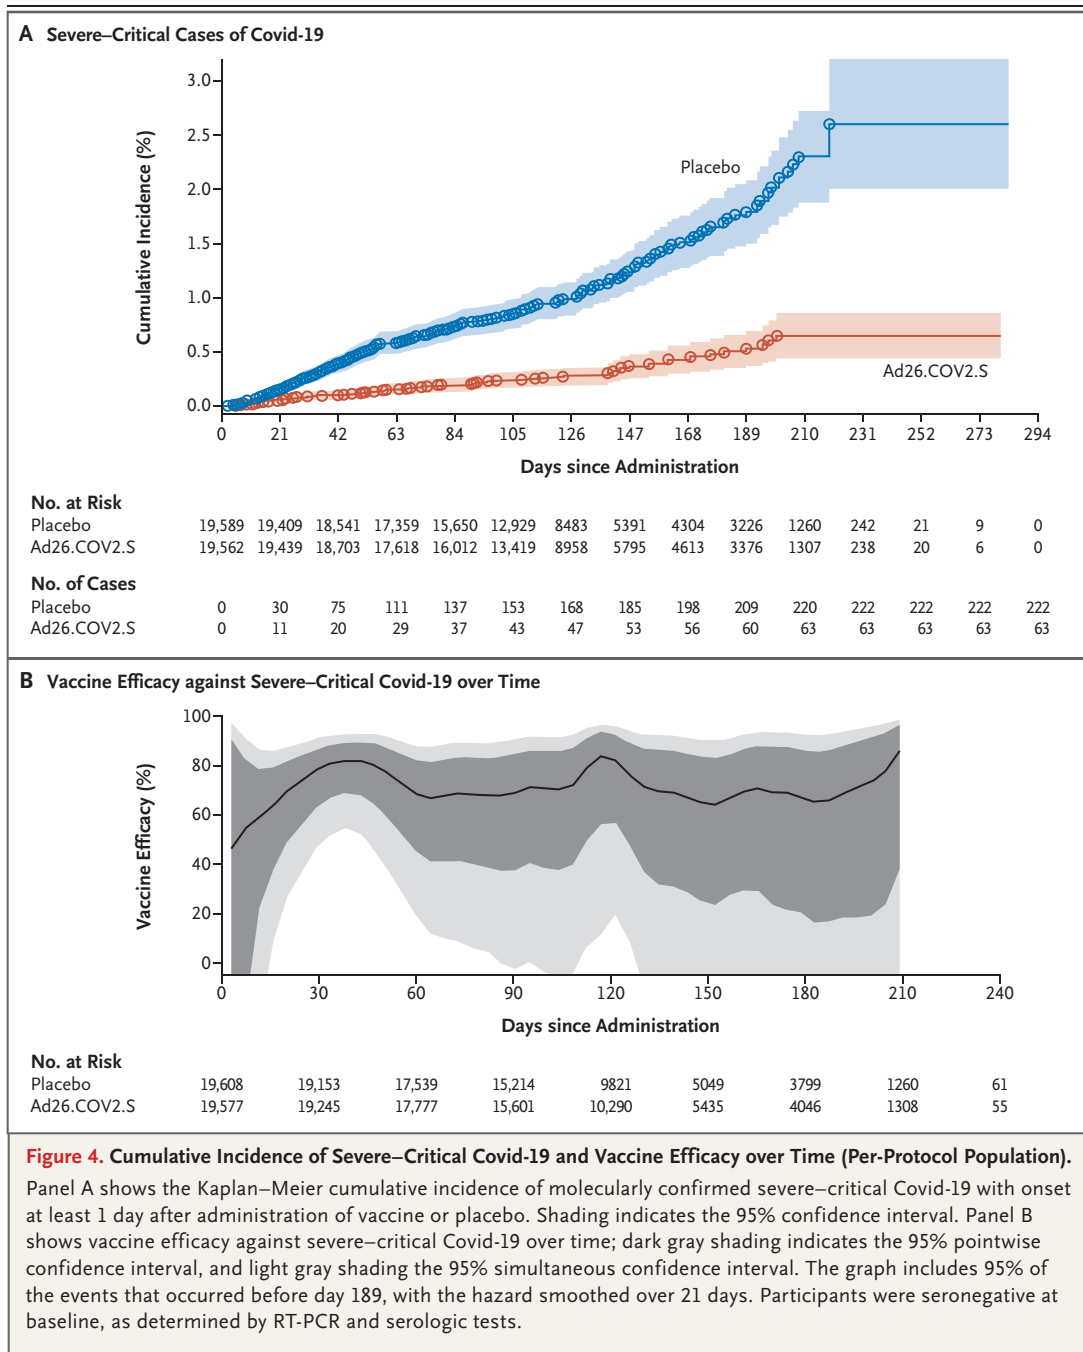 A Severe–Critical Cases of Covid-19
3.0
2.5
2.0
1.5
1.0
0.5
0.0
Cumulative Incidence (%)
Placebo
Ad26.COV2.S
0 21 42 63 84 105 126 147 168 189 210 231 252 273 294
Days since Administration
No. at Risk
Placebo 19,589 19,409 18,541 17,359 15,650 12,929 8483 5391 4304 3226 1260 242 21 9 0
Ad26.COV2.S 19,562 19,439 18,703 17,618 16,012 13,419 8958 5795 4613 3376 1307 238 20 6 0
No. of Cases
Placebo 0 30 75 111 137 153 168 185 198 209 220 222 222 222 222
Ad26.COV2.S 0 11 20 29 37 43 47 53 56 60 63 63 63 63 63
B Vaccine Efficacy against Severe–Critical Covid-19 over Time
100
80
60
40
20
0
Vaccine Efficacy (%)
0 30 60 90 120 150 180 210 240
Days since Administration
No. at Risk
Placebo 19,608 19,153 17,539 15,214 9821 5049 3799 1260 61
Ad26.COV2.S 19,577 19,245 17,777 15,601 10,290 5435 4046 1308 55
Figure 4. Cumulative Incidence of Severe–Critical Covid-19 and Vaccine Efficacy over Time (Per-Protocol Population).
Panel A shows the Kaplan–Meier cumulative incidence of molecularly confirmed severe–critical Covid-19 with onset
at least 1 day after administration of vaccine or placebo. Shading indicates the 95% confidence interval. Panel B
shows vaccine efficacy against severe–critical Covid-19 over time; dark gray shading indicates the 95% pointwise
confidence interval, and light gray shading the 95% simultaneous confidence interval. The graph includes 95% of
the events that occurred before day 189, with the hazard smoothed over 21 days. Participants were seronegative at
baseline, as determined by RT-PCR and serologic tests.